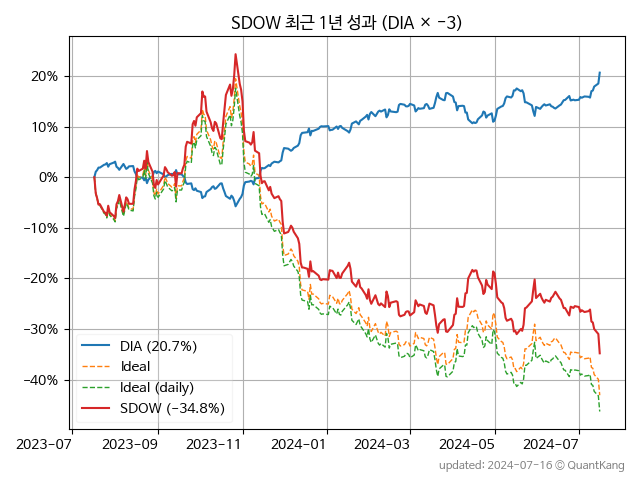 SDOW 최근 1년 성과 (DIA × −3)
20%
10%
0%
−10%
−20%
−30%
−40%
DIA (20.7%)
Ideal
Ideal (daily)
SDOW (−34.8%)
2023-07
2023-09
2023-11
2024-01
2024-03
2024-05
2024-07
updated: 2024-07-16 © QuantKang